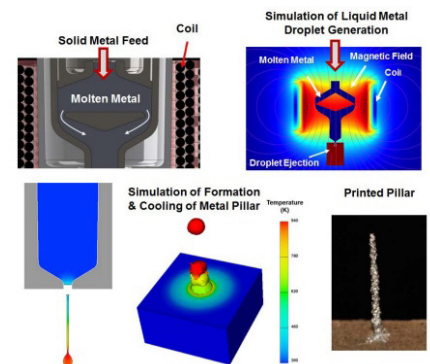 Solid Metal Feed
Coil
Molten Metal
Simulation of Liquid Metal
Droplet Generation
Molten Metal
Magnetic Field
Coil
Droplet Ejection
Simulation of Formation
& Cooling of Metal Pillar
Temperature
(K)
300
Printed Pillar